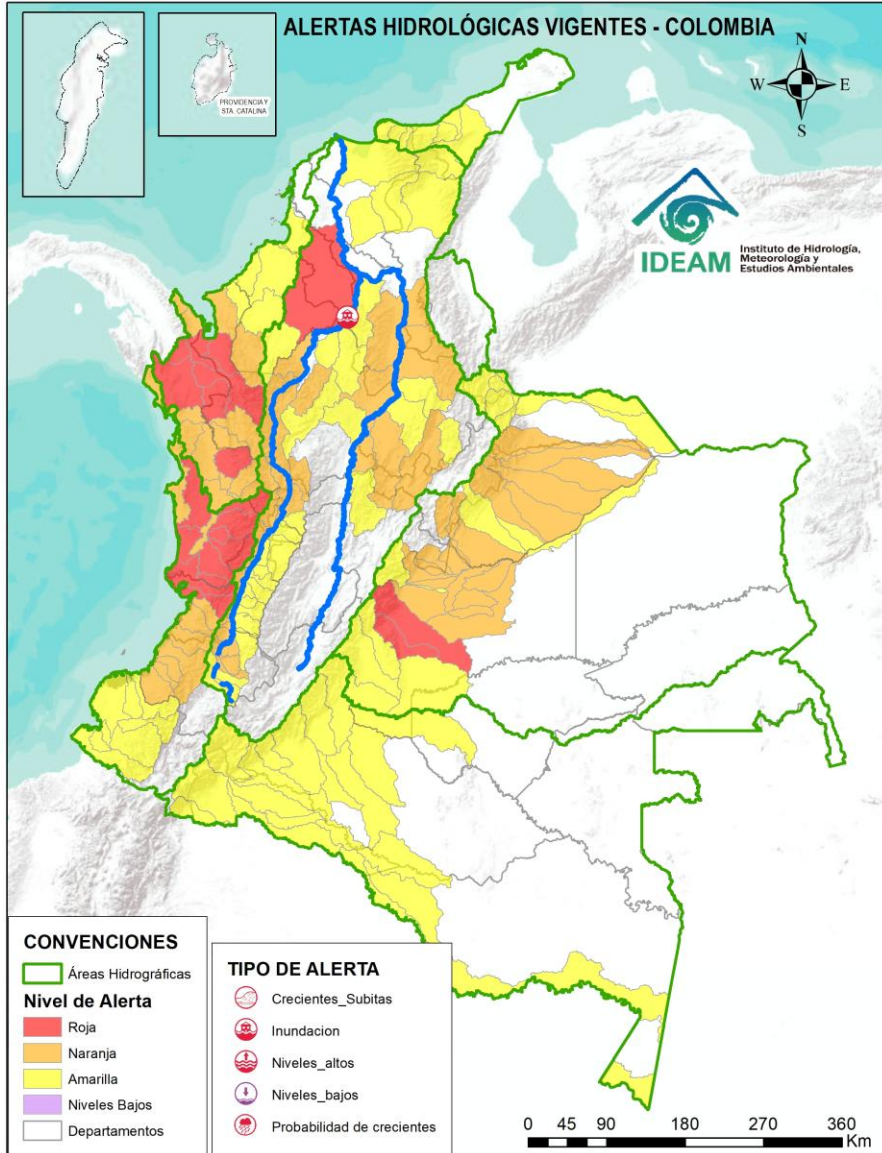 ALERTAS HIDROLÓGICAS VIGENTES - COLOMBIA
PROVIDENCIA Y
STA. CATALINA
N
W
E
S
IDEAM
Instituto de Hidrología,
Meteorología y
Estudios Ambientales
CONVENCIONES
Áreas Hidrográficas
Nivel de Alerta
Roja
Naranja
Amarilla
Niveles Bajos
Departamentos
TIPO DE ALERTA
Crecientes_Subitas
Inundacion
Niveles_altos
Niveles_bajos
Probabilidad de crecientes
0 45 90 180 270 360
Km